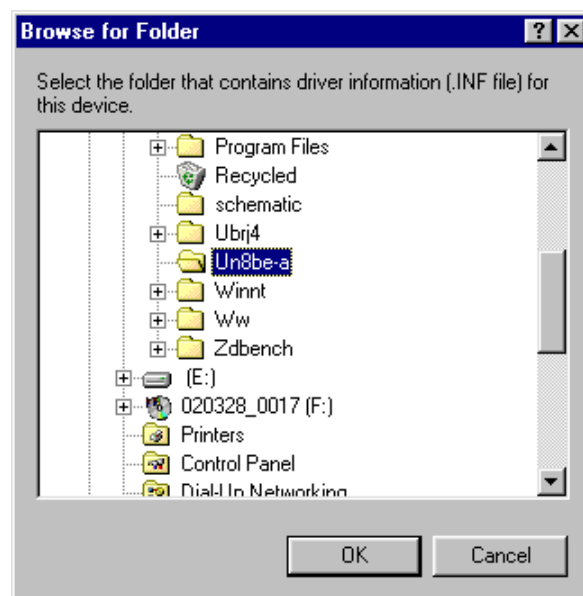 Browse for Folder
Select the folder that contains driver information (.INF file) for
this device.
Program Files
Recycled
schematic
Ubrj4
Un8be-a
Winnt
Ww
Zdbench
(E:)
020328_0017 (F:)
Printers
Control Panel
Dial-Up Networking
OK
Cancel